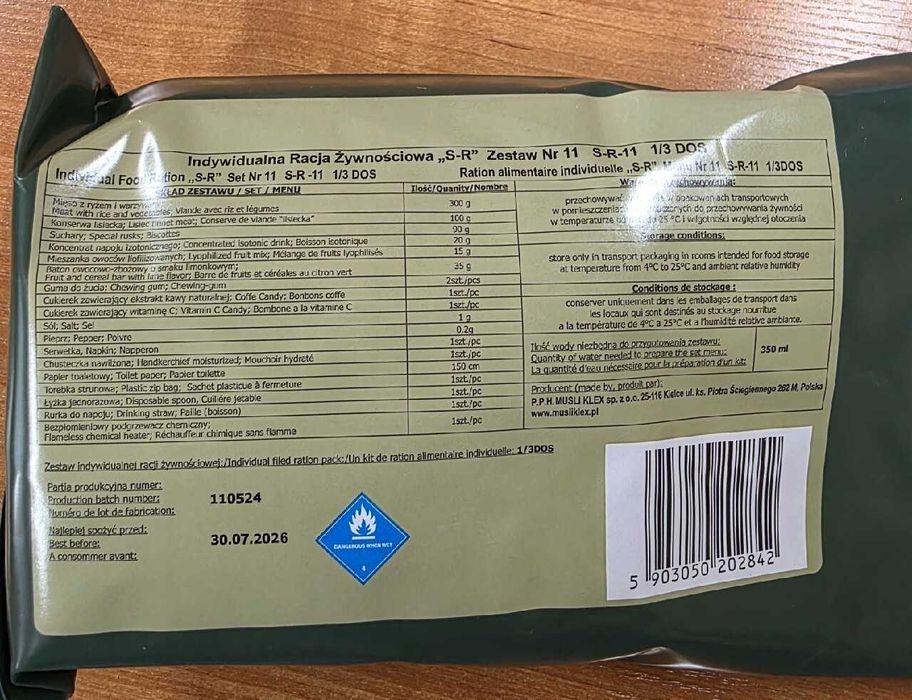 Indywidualna Racja Żywnościowa „S-R” Zestaw Nr 11 S-R-11 1/3 DOS
Food Ration „S-R” Set Nr 11 S-R -11 1/3 DOS
Ration alimentaire individuelle „S-R” Nr 11 S-R-11 1/3DOS
ZESTAWU / SET / MENU
Ilość/Quanity/Nombre
Mięso z ryżem i
Meat with rice and vegetables; Viande avec riz et légumes
300 g
Konserwa lisiecka; Lisiec tinned meat; Conserve de viande "lisiecka"
100 g
Suchary; Special rusks; Biscottes
90 g
Koncentrat napoju izotonicznego; Concentrated isotonic drink; Boisson isotonique
20 g
Mieszanka owoców liofilizowanych; Lyophilized fruit mix; Mélange de fruits lyophilisés
15 g
Baton owocowo-zbożowy o smaku limonkowym;
Fruit and cereal bar with lime flavor; Barre de fruits et céréales au citron vert
35 g
Guma do żucia; Chewing gum; Chewing-gum
2szt./pcs
Cukierek zawierający ekstrakt kawy naturalnej; Coffe Candy; Bonbons coffe
1szt./pc
Cukierek zawierający witaminę C; Vitamin C Candy; Bombone a la vitamine C
1szt./pc
Sól; Salt; Sel
1 g
Pieprz; Pepper; Poivre
0.2g
Serwetka, Napkin; Napperon
1szt./pc
Chusteczka nawilżona; Handkerchief moisturized; Mouchoir hydreté
1szt./pc
Papier toaletowy; Toilet paper; Papier toilette
150 cm
Torebka strunowa; Plastic zip bag; Sachet plastique à fermeture
1szt./pc
Łyżka jednorazowa; Disposable spoon, Cuilière jetable
1szt./pc
Rurka do napoju; Drinking straw; Paille (boisson)
1szt./pc
Bezpłomieniowy podgrzewacz chemiczny;
Flameless chemical heater; Réchauffeur chimique sans flamme
1szt./pc
przechowywać w opakowaniach transportowych
w pomieszczeniach do przechowywania żywności
w temperaturze do 25 °C i wilgotności względnej otoczenia
Storage conditions:
store only in transport packaging in rooms intended for food storage
at temperature from 4ºC to 25ºC and ambient relative humidity
Conditions de stockage :
conserver uniquement dans les emballages de transport dans
les locaux qui sont destinés au stockage nourritue
a la température de 4ºC a 25ºC et a l'humidité relative ambiante.
Ilość wody niezbędna do przygotowania zestawu:
Quantity of water needed to prepare the set menu:
La quantité d'eau nécessaire pour la préparation d'un kit:
350 ml
Producent (made by, produit par):
P.P.H. MUSLI KLEX sp. z o.o. 25-116 Kielce ul. ks. Piotra Ściegiennego 262 M, Polska
www.musliklex.pl
Zestaw indywidualnej racji żywnościowej:/Individual filed ration pack:/Un kit de ration alimentaire individuelle: 1/3DOS
Partia produkcyjna numer:
Production batch number:
Numéro de lot de fabrication:
110524
Najlepiej spożyć przed:
Best before:
A consommer avant:
30.07.2026
DANGEROUS WHEN WET
4
5 903050 202842